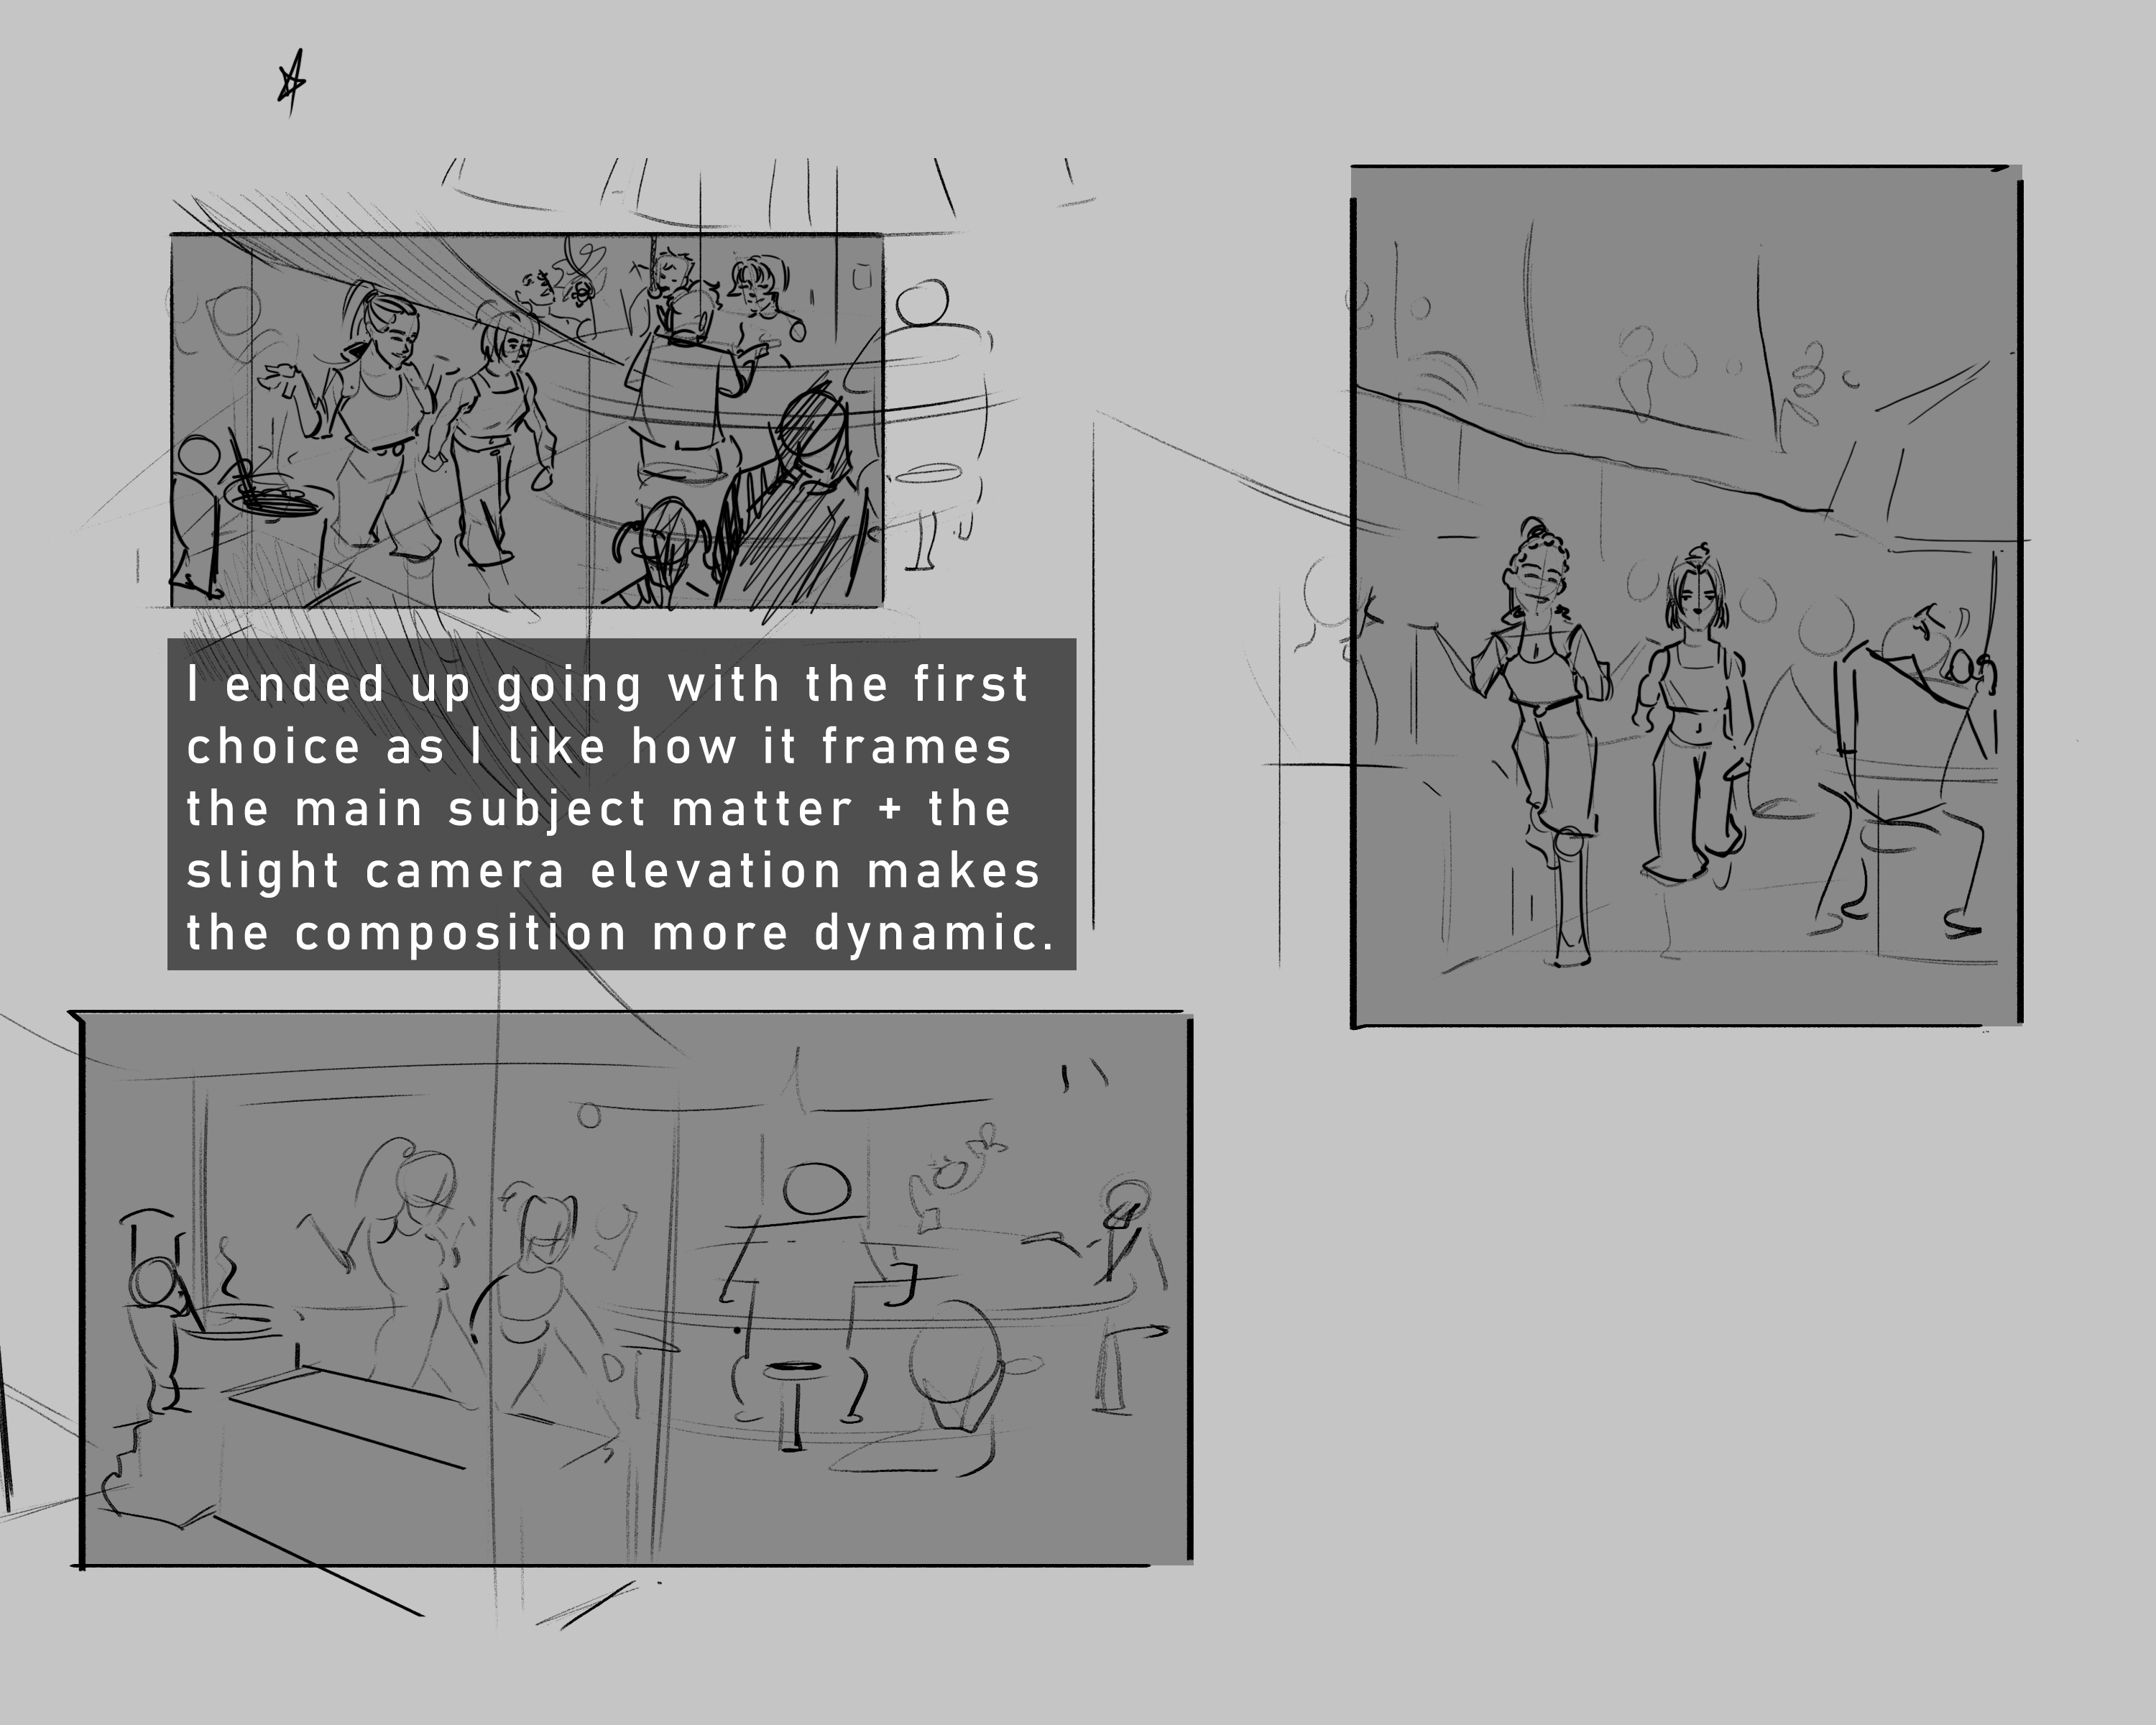 I ended up going with the first
choice as I like how it frames
the main subject matter + the
slight camera elevation makes
the composition more dynamic.